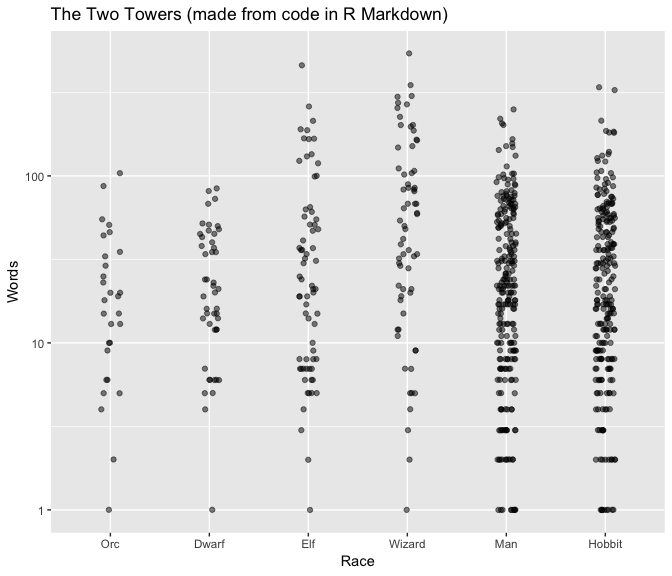 The Two Towers (made from code in R Markdown)
Words
100
10
1
Orc Dwarf Elf Wizard Man Hobbit
Race